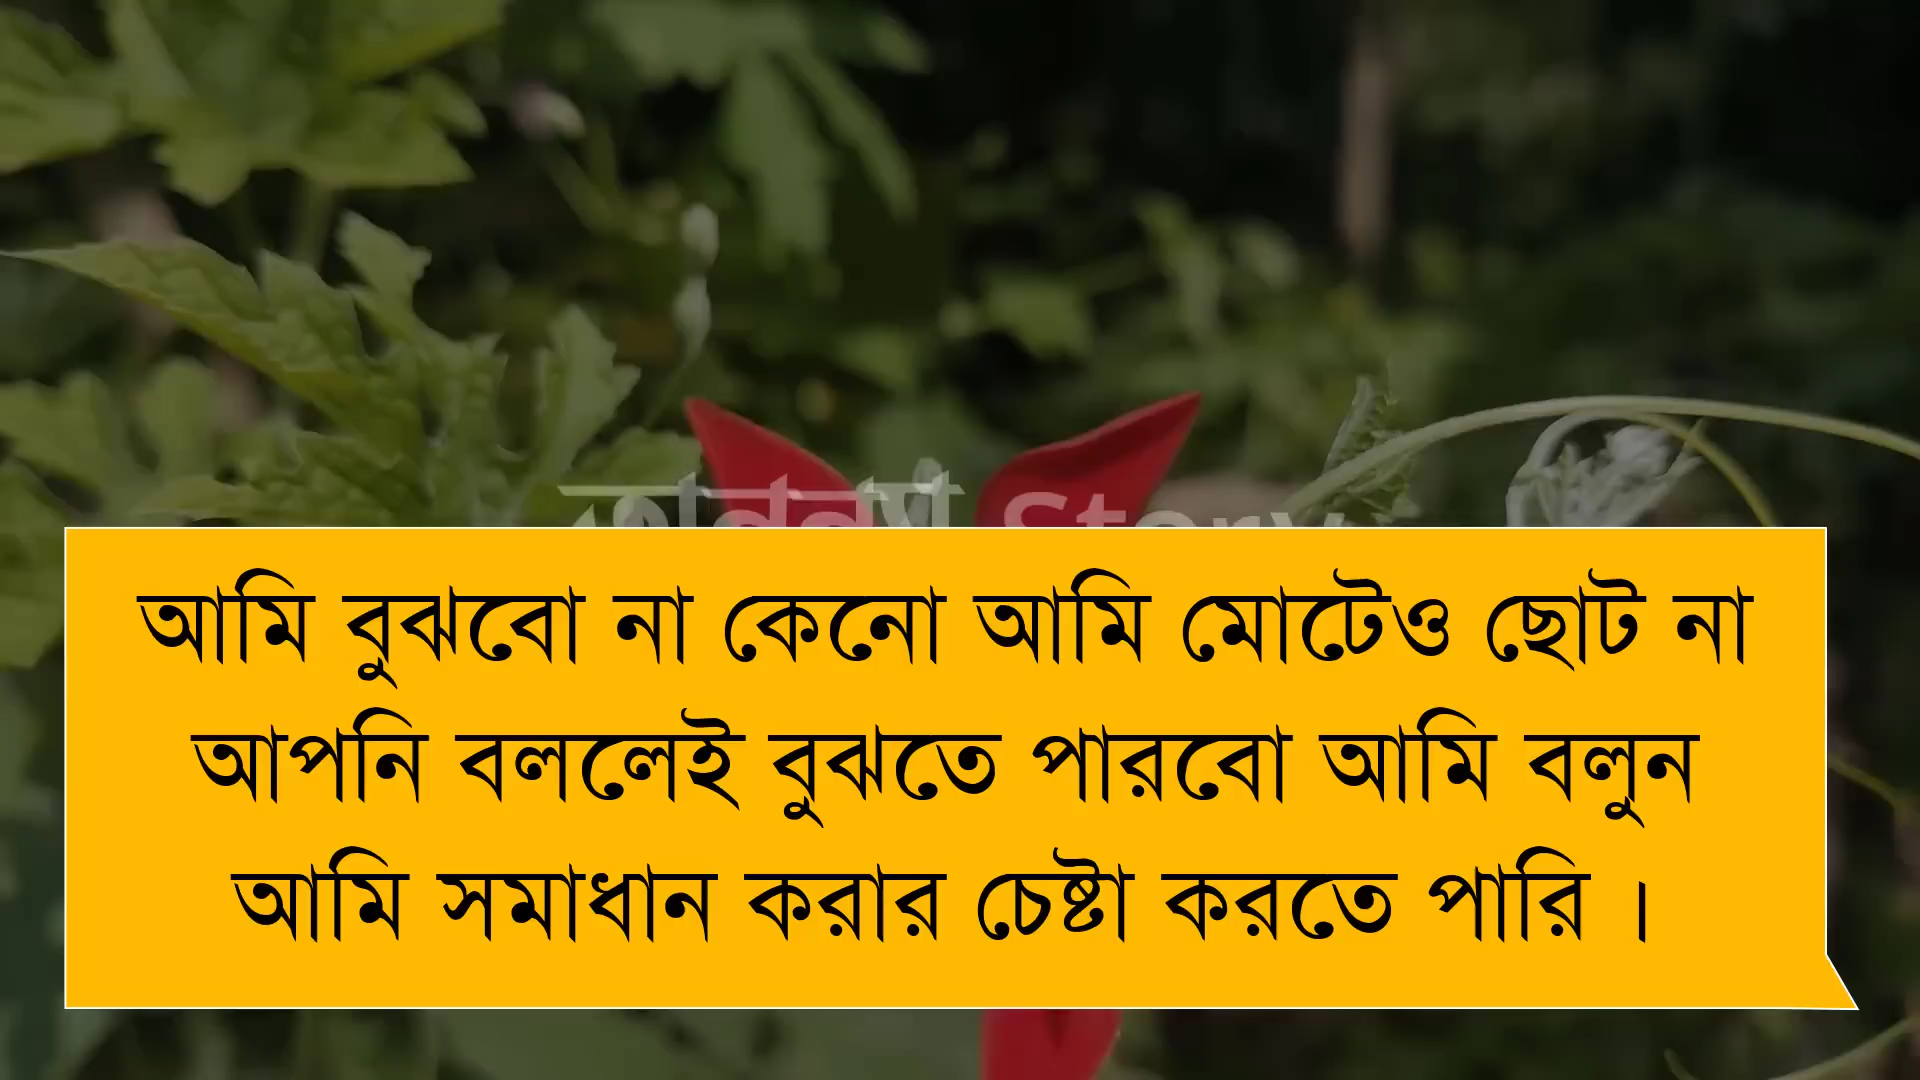 আমি বুঝবো না কেনো আমি মোটেও ছোট না
আপনি বললেই বুঝতে পারবো আমি বলুন
আমি সমাধান করার চেষ্টা করতে পারি ।